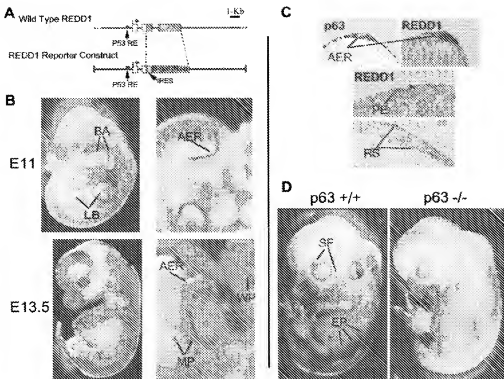 A
1-Kb
Wild Type REDD1
P53 RE
REDD1 Reporter Construct
P53 RE
IRES
B
E11
BA
LB
AER
E13.5
AER
WP
MP
C
p63
REDD1
AER
REDD1
PE
RS
D
p63 +/+
p63 -/-
SF
EP